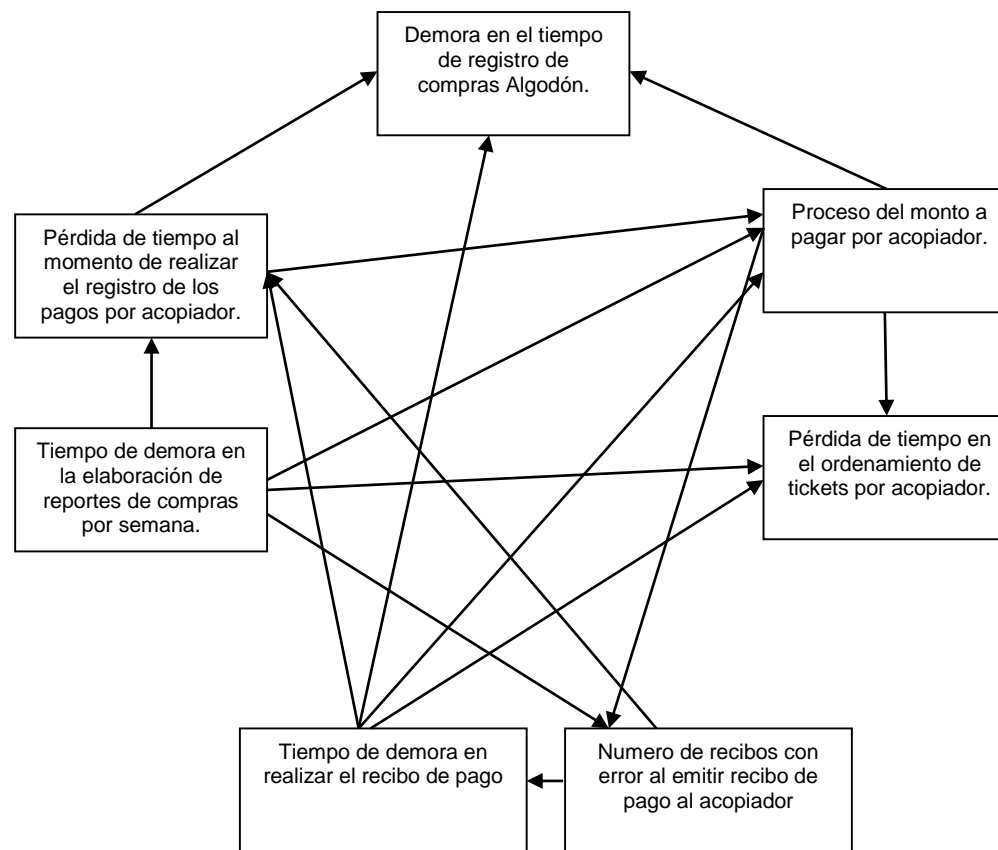 Demora en el tiempo
de registro de
compras Algodón.
Pérdida de tiempo al
momento de realizar
el registro de los
pagos por acopiador.
Proceso del monto a
pagar por acopiador.
Tiempo de demora en
la elaboración de
reportes de compras
por semana.
Pérdida de tiempo en
el ordenamiento de
tickets por acopiador.
Tiempo de demora en
realizar el recibo de pago
Numero de recibos con
error al emitir recibo de
pago al acopiador